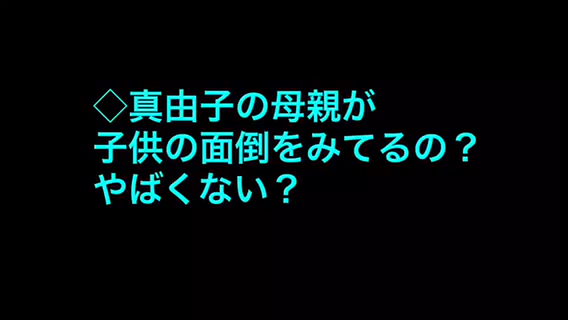 ◇真由子の母親が
子供の面倒をみてるの？
やばくない？